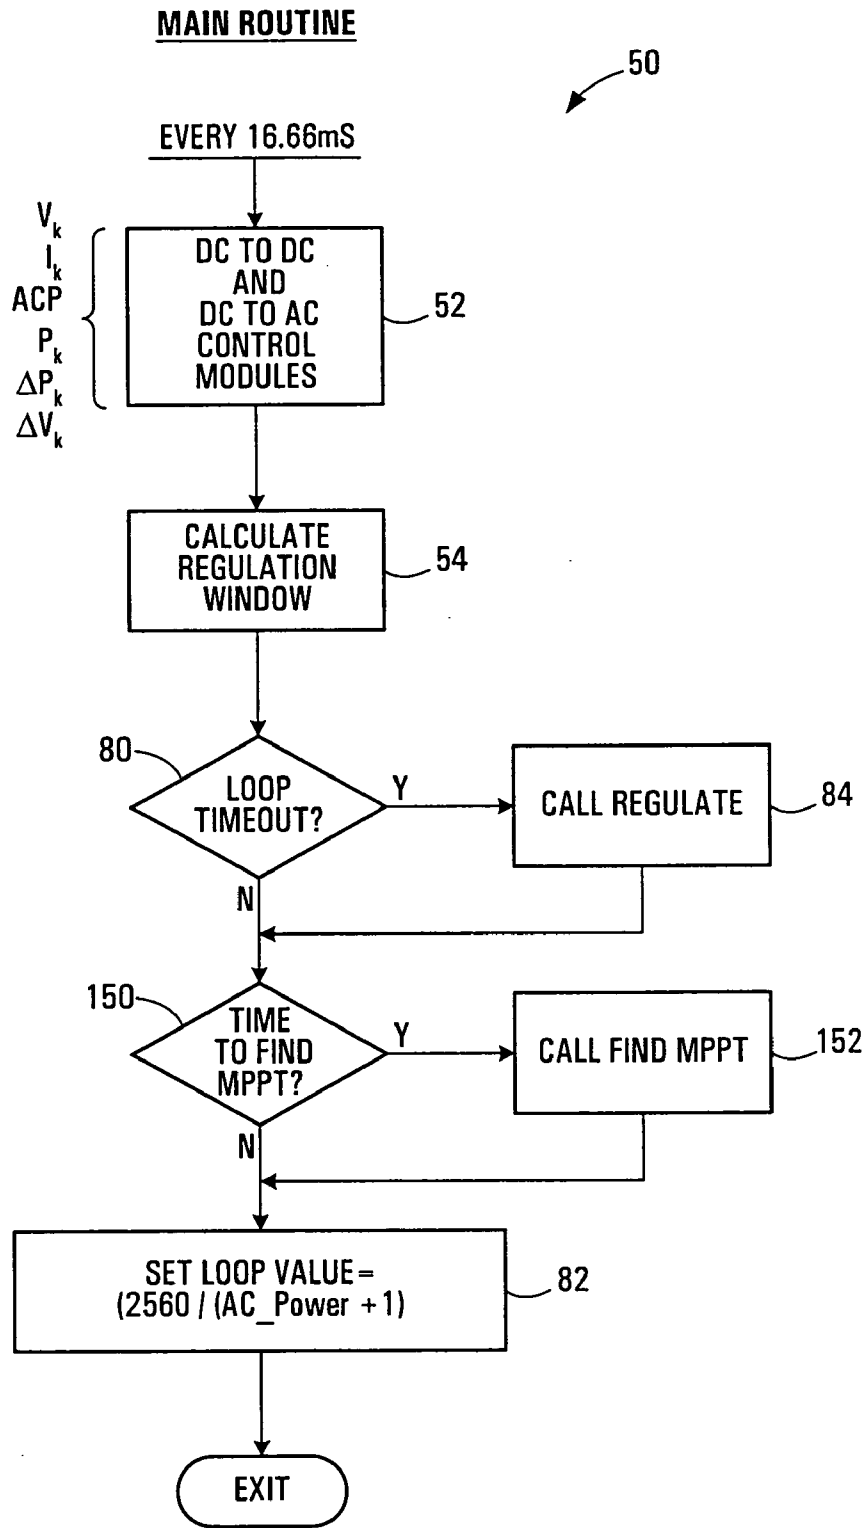 MAIN ROUTINE
50
EVERY 16.66mS
V_k
I_k
ACP
P_k
ΔP_k
ΔV_k
DC TO DC
AND
DC TO AC
CONTROL
MODULES
52
CALCULATE
REGULATION
WINDOW
54
80
LOOP
TIMEOUT?
Y
N
CALL REGULATE
84
150
TIME
TO FIND
MPPT?
Y
N
CALL FIND MPPT
152
SET LOOP VALUE=
(2560 / (AC_Power +1)
82
EXIT